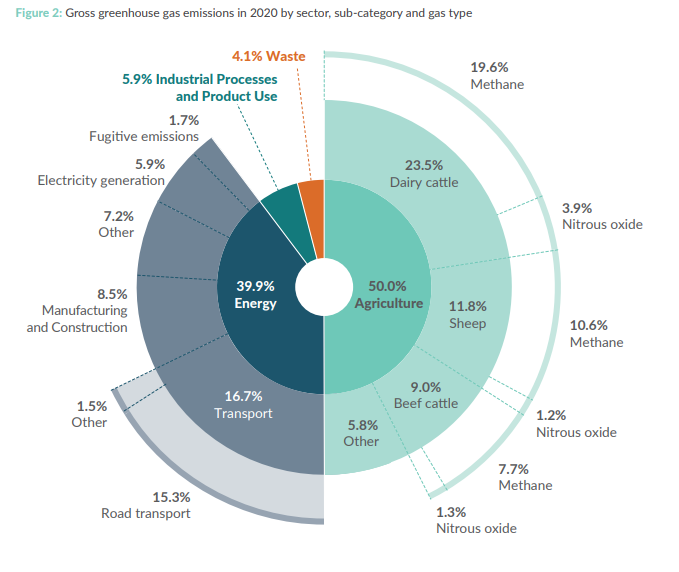 Figure 2: Gross greenhouse gas emissions in 2020 by sector, sub-category and gas type
4.1% Waste
5.9% Industrial Processes
and Product Use
1.7%
Fugitive emissions
5.9%
Electricity generation
7.2%
Other
8.5%
Manufacturing
and Construction
1.5%
Other
15.3%
Road transport
39.9%
Energy
16.7%
Transport
50.0%
Agriculture
23.5%
Dairy cattle
11.8%
Sheep
9.0%
Beef cattle
5.8%
Other
19.6%
Methane
3.9%
Nitrous oxide
10.6%
Methane
1.2%
Nitrous oxide
7.7%
Methane
1.3%
Nitrous oxide